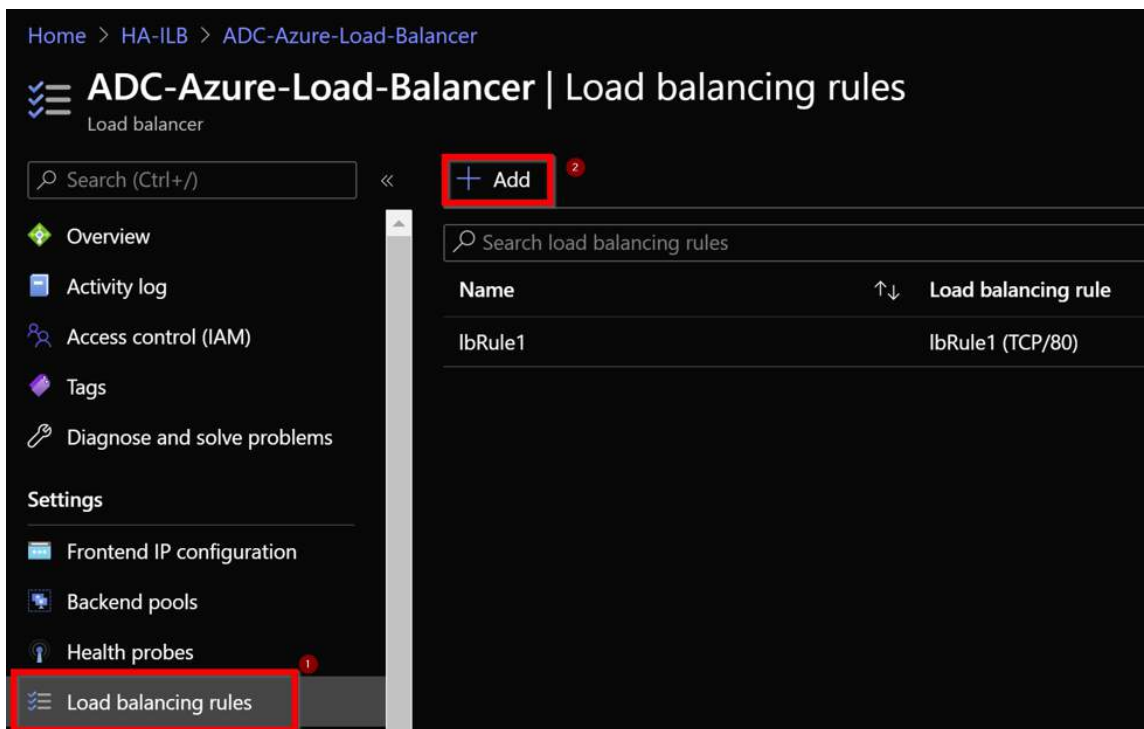 Home > HA-ILB > ADC-Azure-Load-Balancer
ADC-Azure-Load-Balancer | Load balancing rules
Load balancer
Search (Ctrl+/)
«
+ Add
2
Overview
Search load balancing rules
Activity log
Name ↑↓ Load balancing rule
Access control (IAM)
lbRule1 lbRule1 (TCP/80)
Tags
Diagnose and solve problems
Settings
Frontend IP configuration
Backend pools
Health probes
1
Load balancing rules